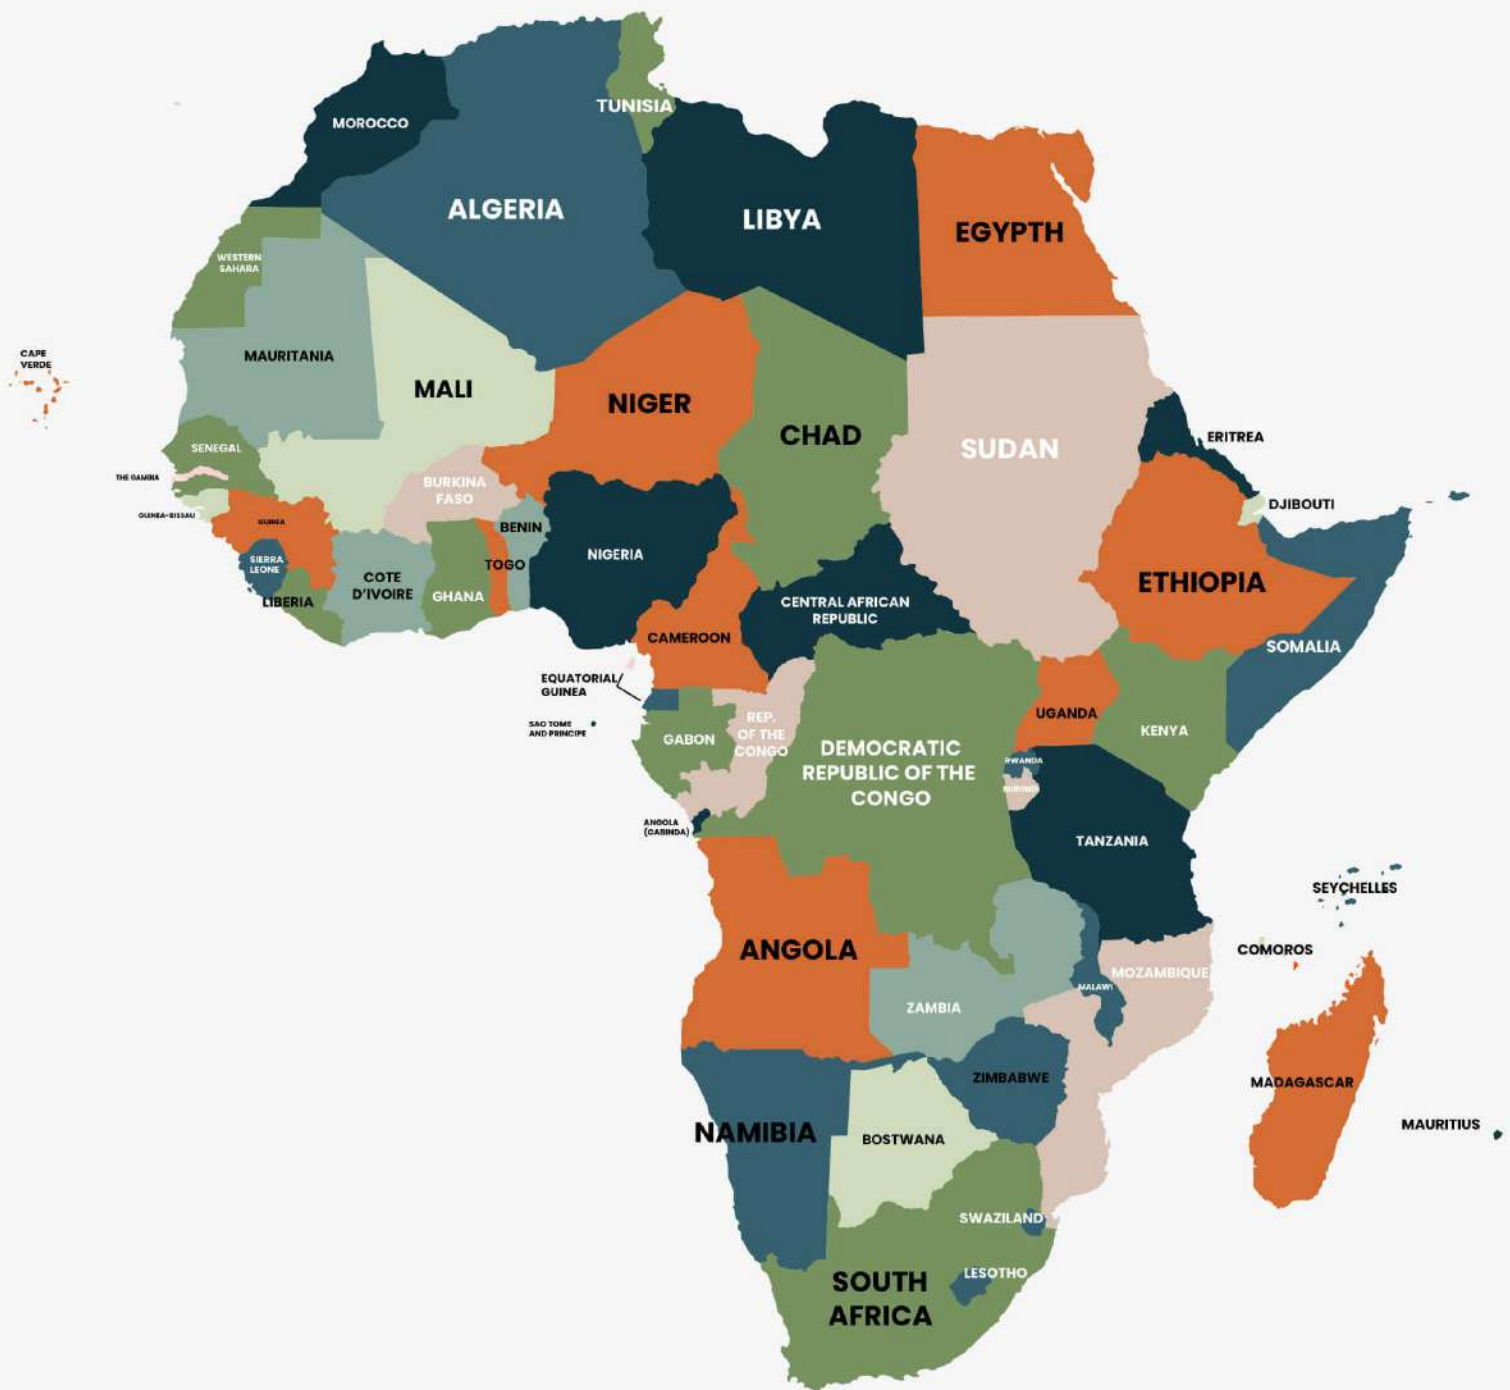 TUNISIA
MOROCCO
ALGERIA
LIBYA
EGYPTH
WESTERN
SAHARA
MAURITANIA
CAPE
VERDE
MALI
NIGER
CHAD
SUDAN
ERITREA
SENEGAL
THE GAMBIA
BURKINA
FASO
DJIBOUTI
GUINEA-BISSAU
GUINEA
BENIN
NIGERIA
SIERRA
LEONE
TOGO
COTE
D'IVOIRE
GHANA
LIBERIA
ETHIOPIA
CENTRAL AFRICAN
REPUBLIC
CAMEROON
SOMALIA
EQUATORIAL
GUINEA
SAO TOME
AND PRINCIPE
GABON
REP.
OF THE
CONGO
UGANDA
KENYA
DEMOCRATIC
REPUBLIC OF THE
CONGO
RWANDA
BURUNDI
ANGOLA
(CABINDA)
TANZANIA
SEYCHELLES
ANGOLA
COMOROS
MOZAMBIQUE
MALAWI
ZAMBIA
ZIMBABWE
MADAGASCAR
NAMIBIA
BOSTWANA
MAURITIUS
SWAZILAND
LESOTHO
SOUTH
AFRICA